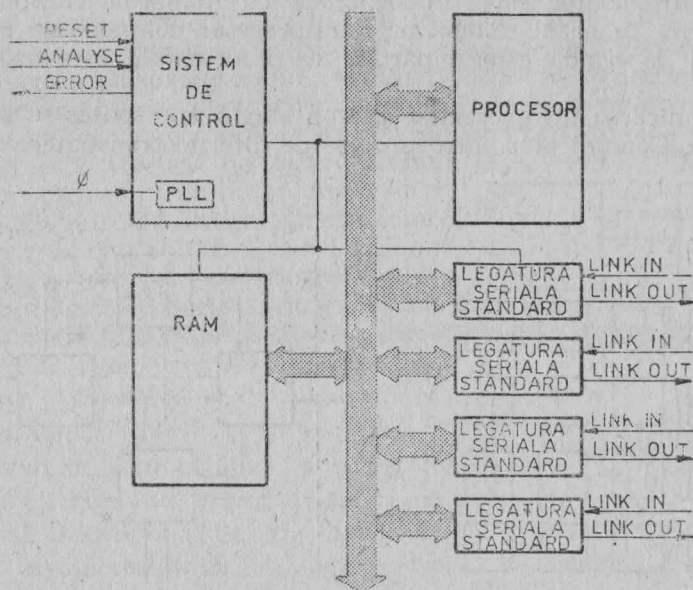 RESET
ANALYSE
ERROR
SISTEM
DE
CONTROL
ø
PLL
PROCESOR
RAM
LEGATURA
SERIALA
STANDARD
LINK IN
LINK OUT
LEGATURA
SERIALA
STANDARD
LINK IN
LINK OUT
LEGATURA
SERIALA
STANDARD
LINK IN
LINK OUT
LEGATURA
SERIALA
STANDARD
LINK IN
LINK OUT